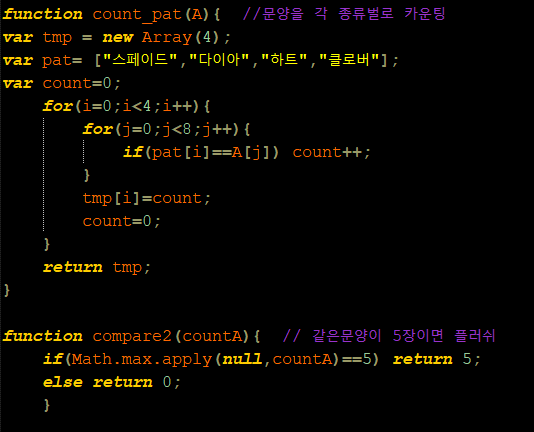 function count_pat(A){  //문양을 각 종류벌로 카운팅
var tmp = new Array(4);
var pat= ["스페이드","다이아","하트","클로버"];
var count=0;
    for(i=0;i<4;i++){
        for(j=0;j<8;j++){
            if(pat[i]==A[j]) count++;
        }
        tmp[i]=count;
        count=0;
    }
    return tmp;
}

function compare2(countA){  // 같은문양이 5장이면 플러쉬
    if(Math.max.apply(null,countA)==5) return 5;
    else return 0;
    }